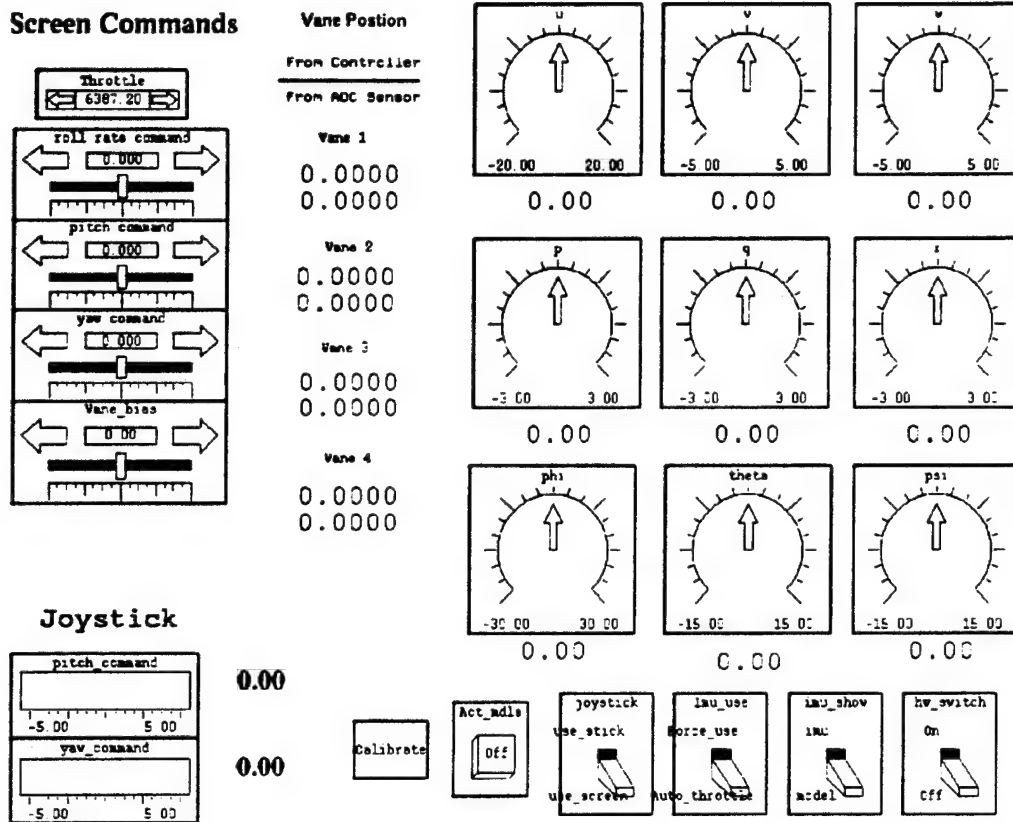 Screen Commands
Throttle
6387.20
roll rate command
0.000
pitch command
0.000
yaw command
0.000
Vane_bias
0.00
Vane Postion
From Controller
From ADC Sensor
Vane 1
0.0000
0.0000
Vane 2
0.0000
0.0000
Vane 3
0.0000
0.0000
Vane 4
0.0000
0.0000
u
-20.00 20.00
0.00
v
-5.00 5.00
0.00
w
-5.00 5.00
0.00
p
-3.00 3.00
0.00
q
-3.00 3.00
0.00
r
-3.00 3.00
0.00
phi
-30.00 30.00
0.00
theta
-15.00 15.00
0.00
psi
-15.00 15.00
0.00
Joystick
pitch_command
-5.00 5.00
0.00
yaw_command
-5.00 5.00
0.00
Calibrate
Act_mdls
Off
joystick
use_stick
use_screen
Imu_use
Force_use
Auto_throttle
imu_show
imu
model
hw_switch
On
Off